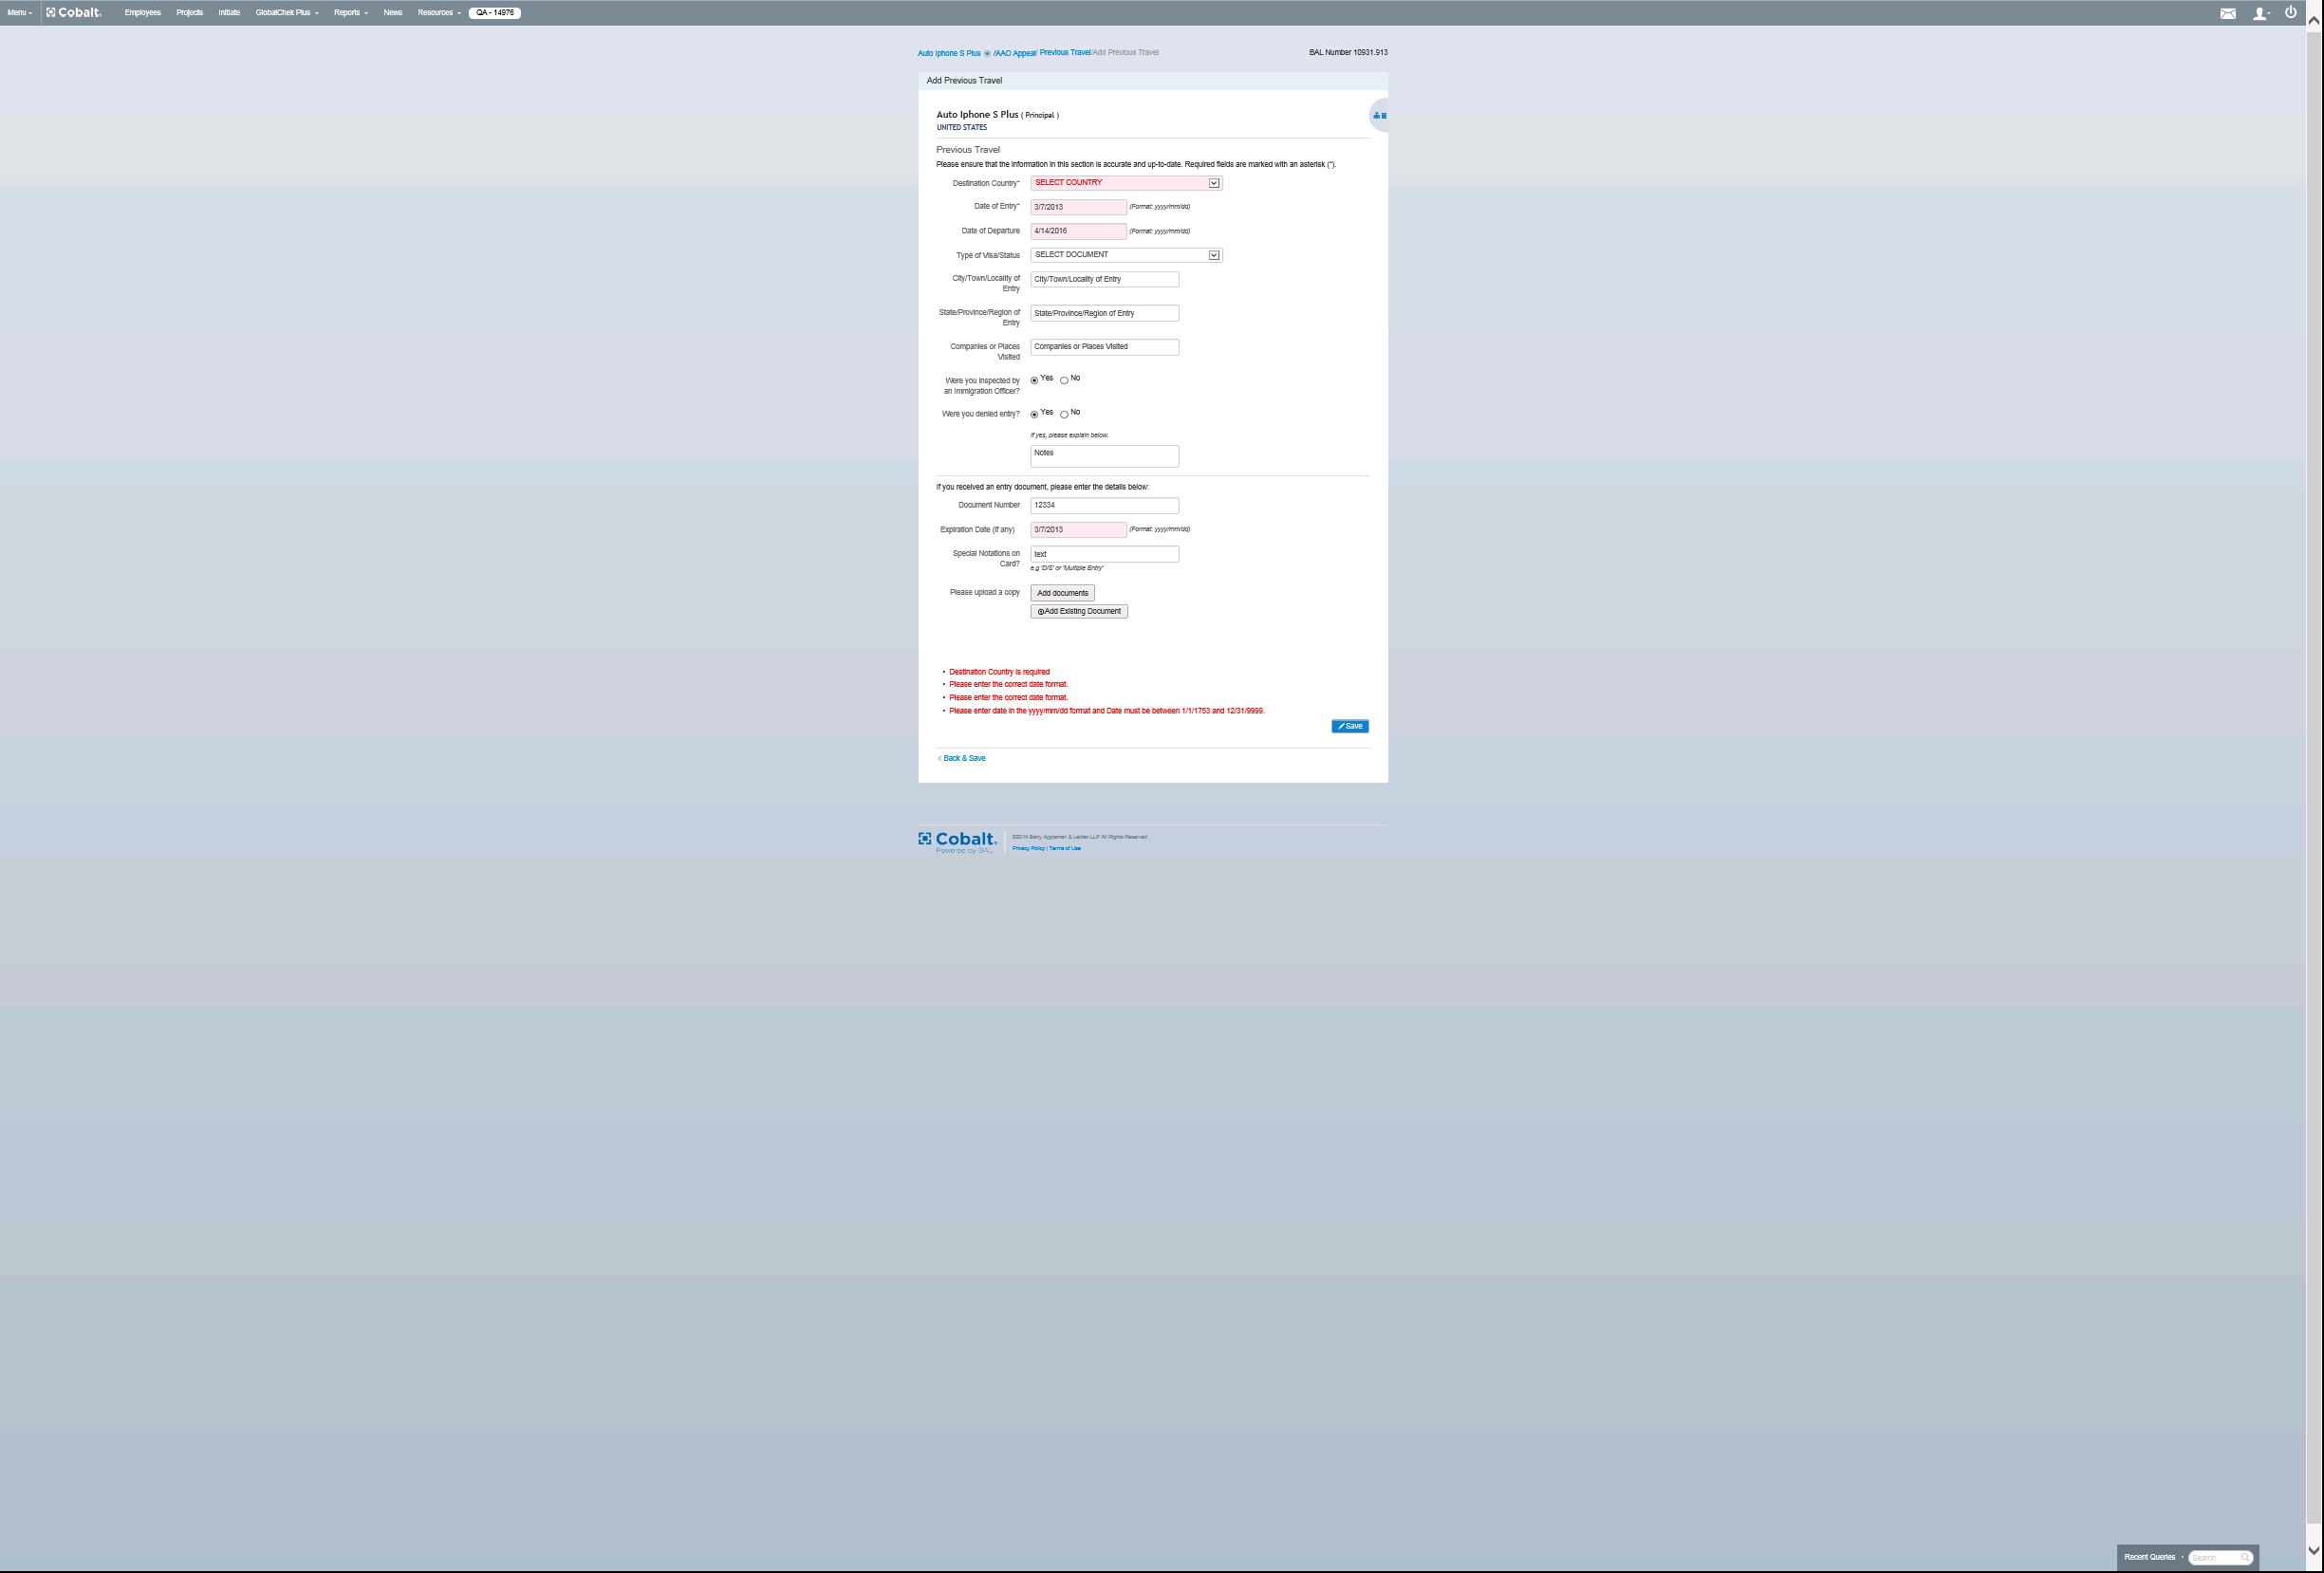 Menu
Cobalt.
Employees Projects Initiate GlobalChek Plus Reports News Resources QA - 14976
Auto Iphone S Plus /AAO Appeal/ Previous Travel/Add Previous Travel
BAL Number 10931.913
Add Previous Travel
Auto Iphone S Plus ( Principal )
UNITED STATES
Previous Travel
Please ensure that the information in this section is accurate and up-to-date. Required fields are marked with an asterisk (*).
Destination Country* SELECT COUNTRY
Date of Entry* 3/7/2013 (Format: yyyy/mm/dd)
Date of Departure 4/14/2016 (Format: yyyy/mm/dd)
Type of Visa/Status SELECT DOCUMENT
City/Town/Locality of
Entry
City/Town/Locality of Entry
State/Province/Region of
Entry
State/Province/Region of Entry
Companies or Places
Visited
Companies or Places Visited
Were you inspected by
an Immigration Officer?
Yes No
Were you denied entry? Yes No
If yes, please explain below.
Notes
If you received an entry document, please enter the details below:
Document Number 12334
Expiration Date (if any) 3/7/2013 (Format: yyyy/mm/dd)
Special Notations on
Card?
text
e.g 'D/S' or 'Multiple Entry'
Please upload a copy Add documents
Add Existing Document
• Destination Country is required
• Please enter the correct date format.
• Please enter the correct date format.
• Please enter date in the yyyy/mm/dd format and Date must be between 1/1/1753 and 12/31/9999.
Save
< Back & Save
Cobalt.
Powered by BAL
©2014 Berry Appleman & Leiden LLP All Rights Reserved
Privacy Policy | Terms of Use
Recent Queries Search